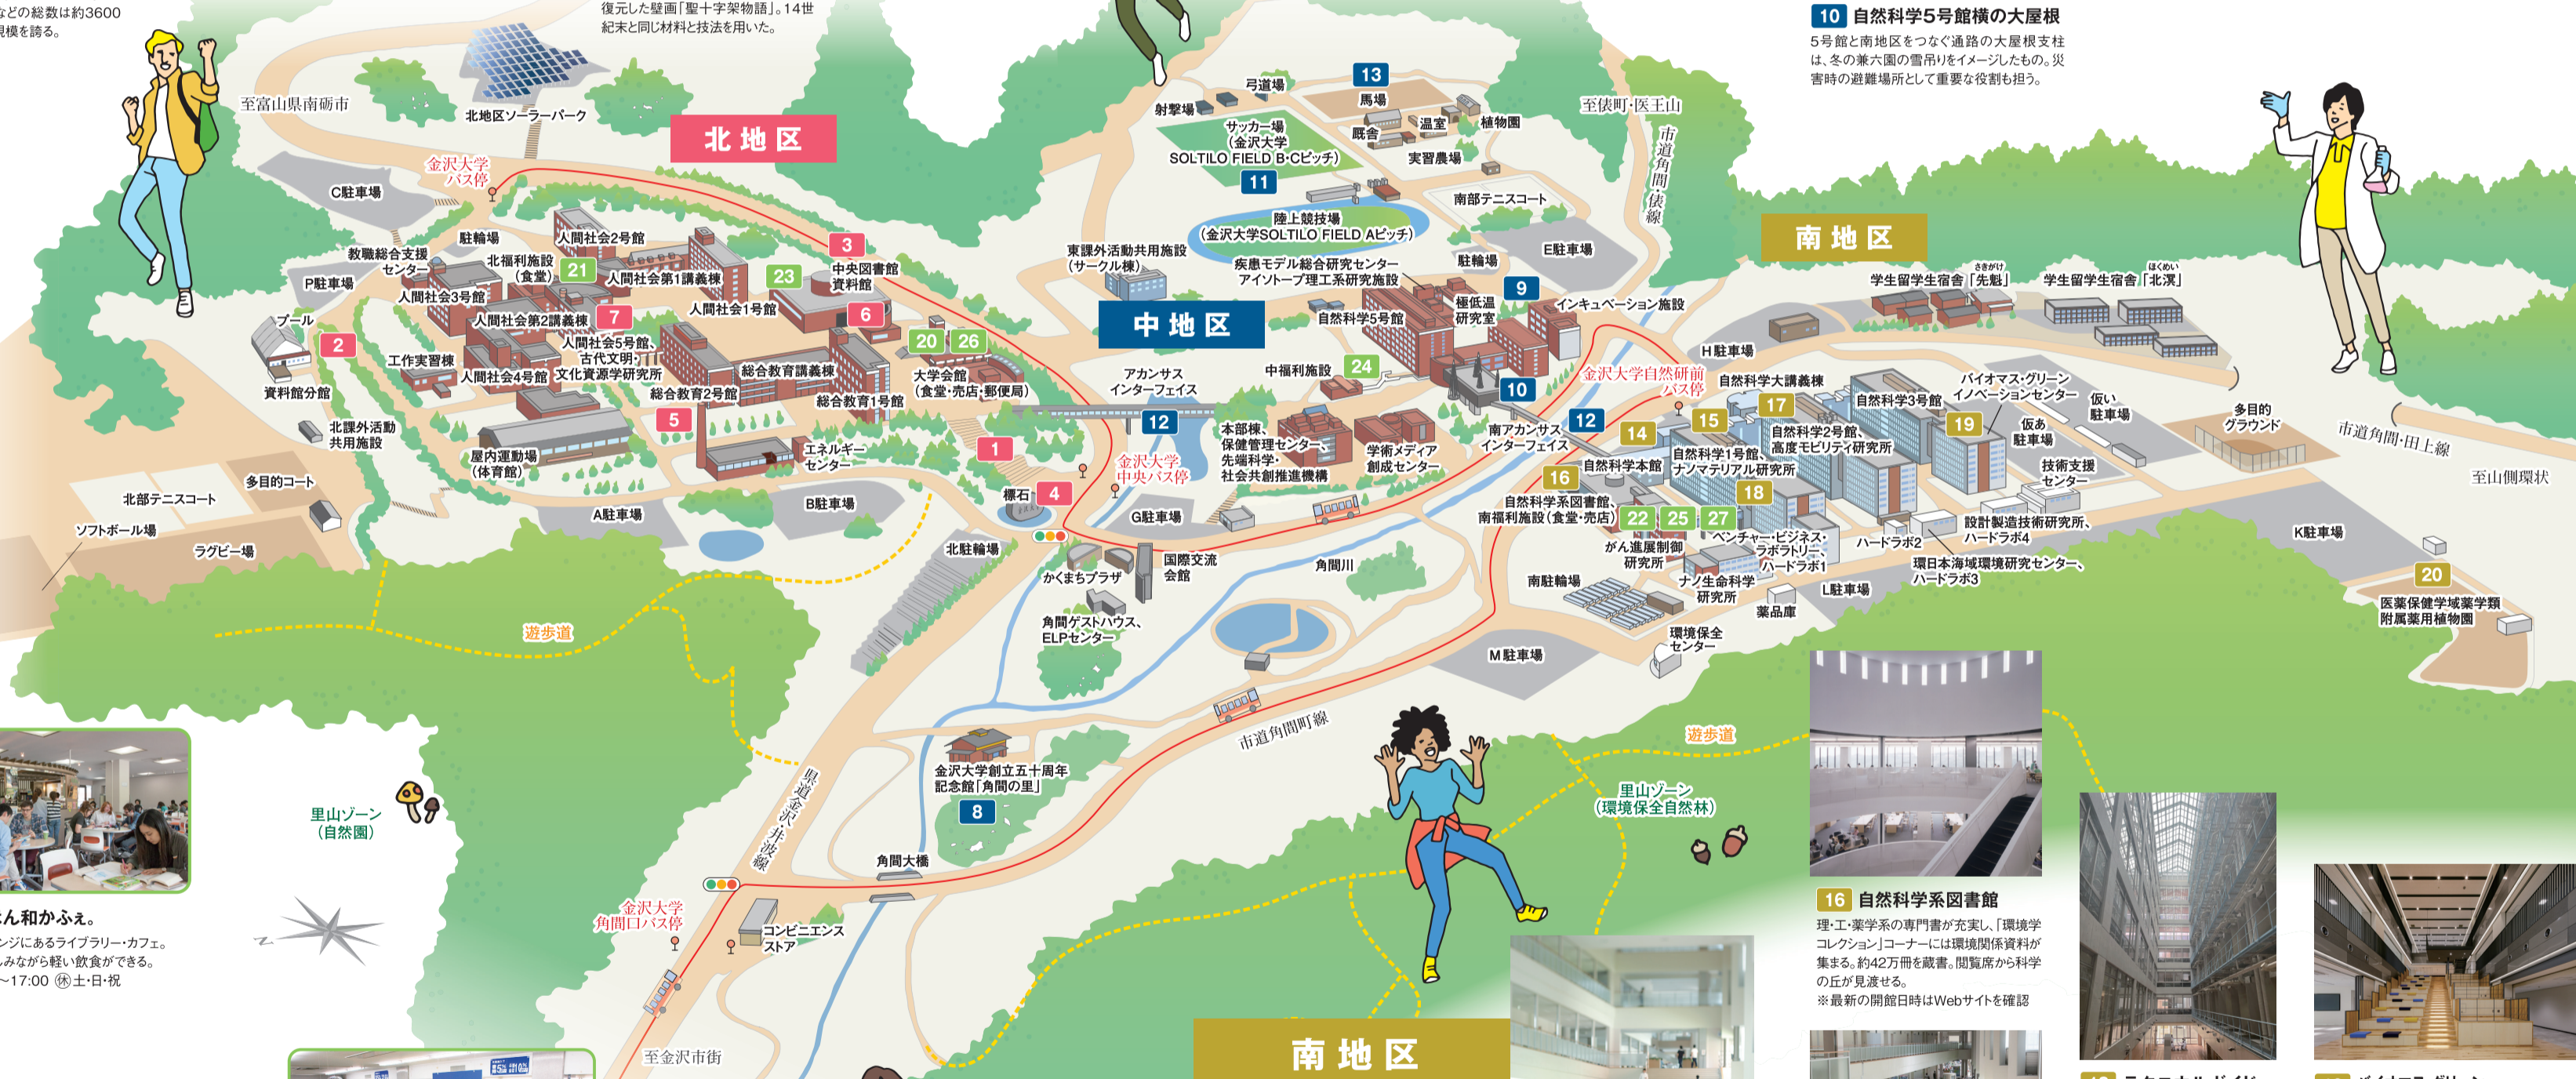 などの総数は約3600
規模を誇る。
復元した壁画「聖十字架物語」。14世
紀末と同じ材料と技法を用いた。
10 自然科学5号館横の大屋根
5号館と南地区をつなぐ通路の大屋根支柱
は、冬の兼六園の雪吊りをイメージしたもの。災
害時の避難場所として重要な役割も担う。
至富山県南砺市
北地区ソーラーパーク
北地区
金沢大学
バス停
C駐車場
駐輪場
教職総合支援
センター
P駐車場
人間社会2号館
北福利施設
(食堂)
21
人間社会第1講義棟
人間社会3号館
人間社会第2講義棟
7
人間社会1号館
23
3
中央図書館
資料館
6
プール
2
資料館分館
工作実習棟
人間社会4号館
人間社会5号館、
古代文明・
文化資源学研究所
総合教育2号館
総合教育講義棟
総合教育1号館
20
26
大学会館
(食堂・売店・郵便局)
5
北課外活動
共用施設
屋内運動場
(体育館)
エネルギー
センター
1
多目的コート
北部テニスコート
ソフトボール場
ラグビー場
A駐車場
B駐車場
標石
4
金沢大学
中央バス停
北駐輪場
遊歩道
射撃場
弓道場
13
馬場
厩舎
温室
植物園
実習農場
サッカー場
(金沢大学
SOLTILO FIELD B・Cピッチ)
11
陸上競技場
(金沢大学SOLTILO FIELD Aピッチ)
南部テニスコート
E駐車場
駐輪場
至俵町・医王山
市道角間・俵線
東課外活動共用施設
(サークル棟)
疾患モデル総合研究センター
アイソトープ理工系研究施設
中地区
自然科学5号館
極低温
研究室
9
インキュベーション施設
アカンサス
インターフェイス
12
中福利施設
24
10
本部棟、
保健管理センター、
先端科学・
社会共創推進機構
学術メディア
創成センター
南アカンサス
インターフェイス
12
金沢大学自然研前
バス停
G駐車場
かくまちプラザ
国際交流
会館
角間ゲストハウス、
ELPセンター
角間川
南地区
学生留学生宿舎「先魁」
さきがけ
学生留学生宿舎「北溟」
ほくめい
H駐車場
自然科学大講義棟
17
15
14
自然科学3号館
バイオマス・グリーン
イノベーションセンター
19
仮い
駐車場
仮あ
駐車場
自然科学2号館、
高度モビリティ研究所
自然科学1号館、
ナノマテリアル研究所
18
自然科学本館
16
自然科学系図書館、
南福利施設(食堂・売店)
22
25
27
技術支援
センター
設計製造技術研究所、
ハードラボ4
ハードラボ2
環日本海域環境研究センター、
ハードラボ3
ベンチャー・ビジネス・
ラボラトリー、
ハードラボ1
がん進展制御
研究所
ナノ生命科学
研究所
薬品庫
L駐車場
南駐輪場
環境保全
センター
M駐車場
多目的
グラウンド
市道角間・田上線
至山側環状
K駐車場
20
医薬保健学域薬学類
附属薬用植物園
市道角間町線
遊歩道
里山ゾーン
(環境保全自然林)
金沢大学創立五十周年
記念館「角間の里」
8
県道金沢・井波線
角間大橋
金沢大学
角間口バス停
コンビニエンス
ストア
至金沢市街
里山ゾーン
(自然園)
Z
ほん和かふぇ。
ンジにあるライブラリー・カフェ。
しみながら軽い飲食ができる。
～17:00 休土・日・祝
16 自然科学系図書館
理・工・薬学系の専門書が充実し、「環境学
コレクション」コーナーには環境関係資料が
集まる。約42万冊を蔵書。閲覧席から科学
の丘が見渡せる。
※最新の開館日時はWebサイトを確認
南地区